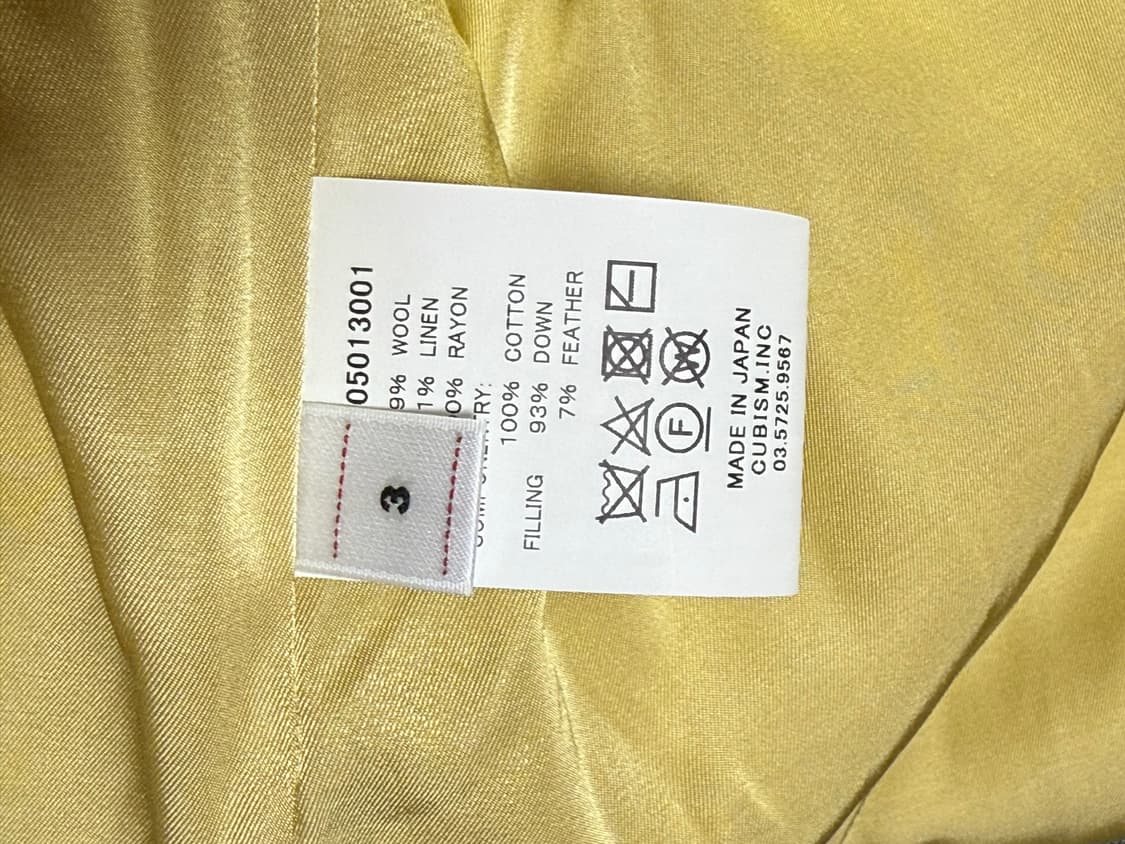 3
05013001
9% WOOL
1% LINEN
0% RAYON
RY:
100% COTTON
FILLING 93% DOWN
7% FEATHER
F
W
MADE IN JAPAN
CUBISM.INC
03.5725.9567